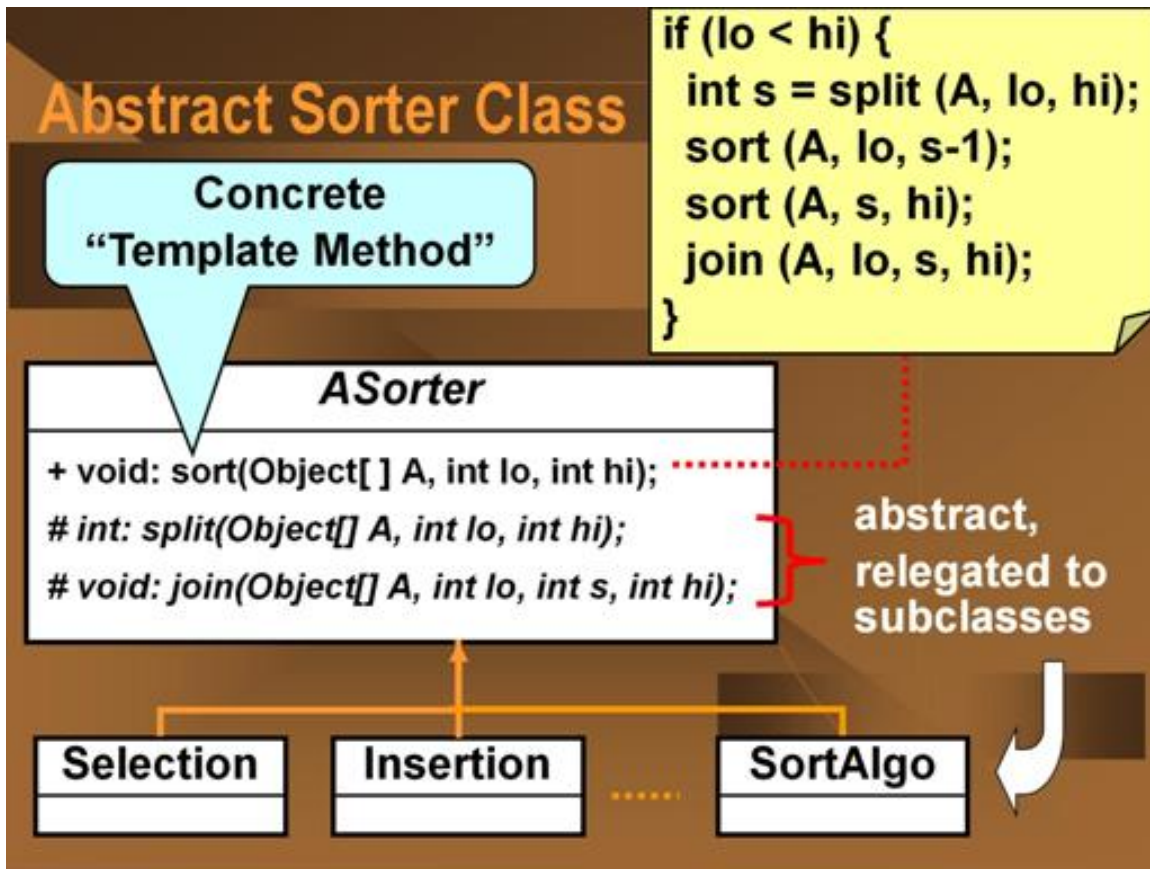 Abstract Sorter Class
if (lo < hi) {
int s = split (A, lo, hi);
sort (A, lo, s-1);
sort (A, s, hi);
join (A, lo, s, hi);
}
Concrete
“Template Method”
ASorter
+ void: sort(Object[ ] A, int lo, int hi);
# int: split(Object[] A, int lo, int hi);
# void: join(Object[] A, int lo, int s, int hi);
abstract,
relegated to
subclasses
Selection
Insertion
SortAlgo